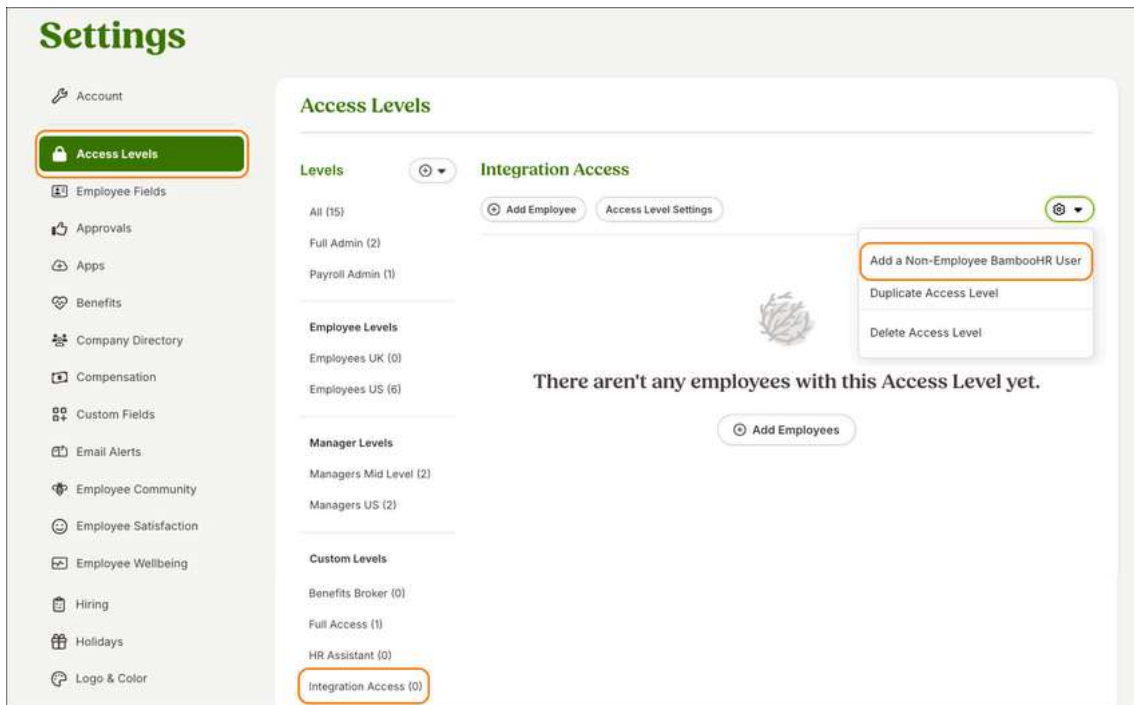 Settings
Account
Access Levels
Employee Fields
Approvals
Apps
Benefits
Company Directory
Compensation
Custom Fields
Email Alerts
Employee Community
Employee Satisfaction
Employee Wellbeing
Hiring
Holidays
Logo & Color
Access Levels
Levels
All (15)
Full Admin (2)
Payroll Admin (1)
Employee Levels
Employees UK (0)
Employees US (6)
Manager Levels
Managers Mid Level (2)
Managers US (2)
Custom Levels
Benefits Broker (0)
Full Access (1)
HR Assistant (0)
Integration Access (0)
Integration Access
Add Employee
Access Level Settings
Add a Non-Employee BambooHR User
Duplicate Access Level
Delete Access Level
There aren't any employees with this Access Level yet.
Add Employees